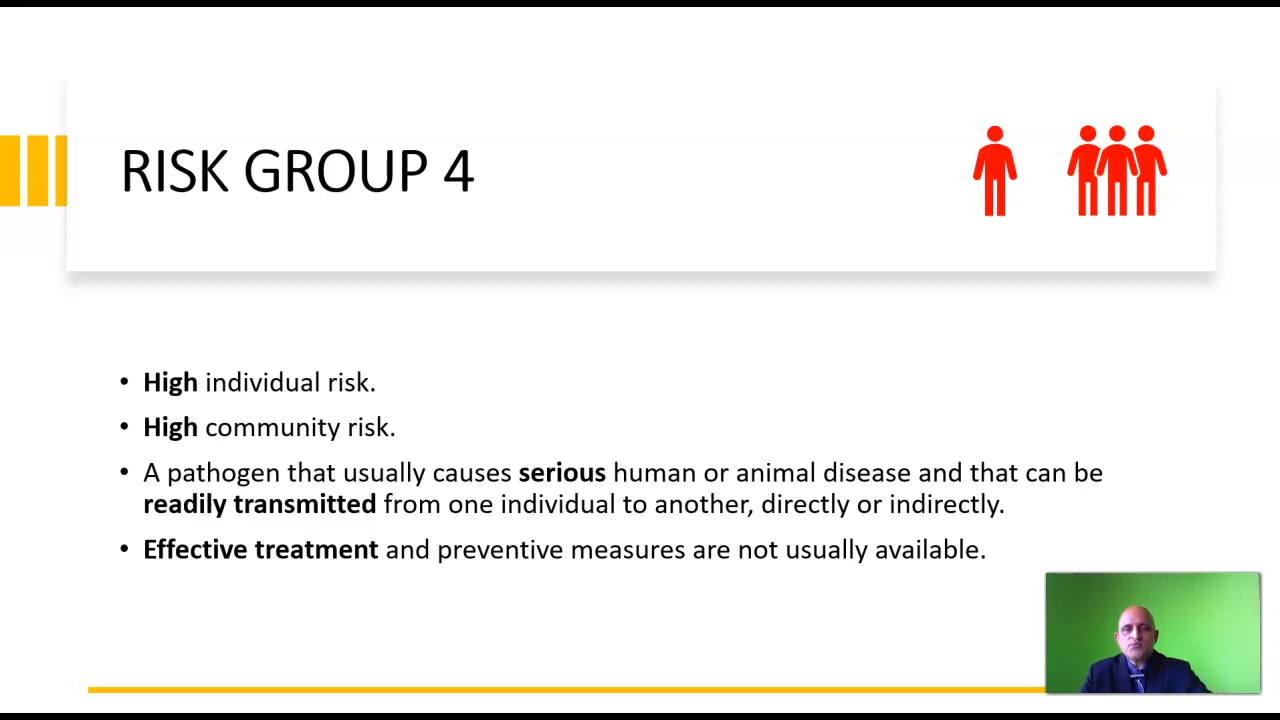 RISK GROUP 4
• High individual risk.
• High community risk.
• A pathogen that usually causes serious human or animal disease and that can be
readily transmitted from one individual to another, directly or indirectly.
• Effective treatment and preventive measures are not usually available.